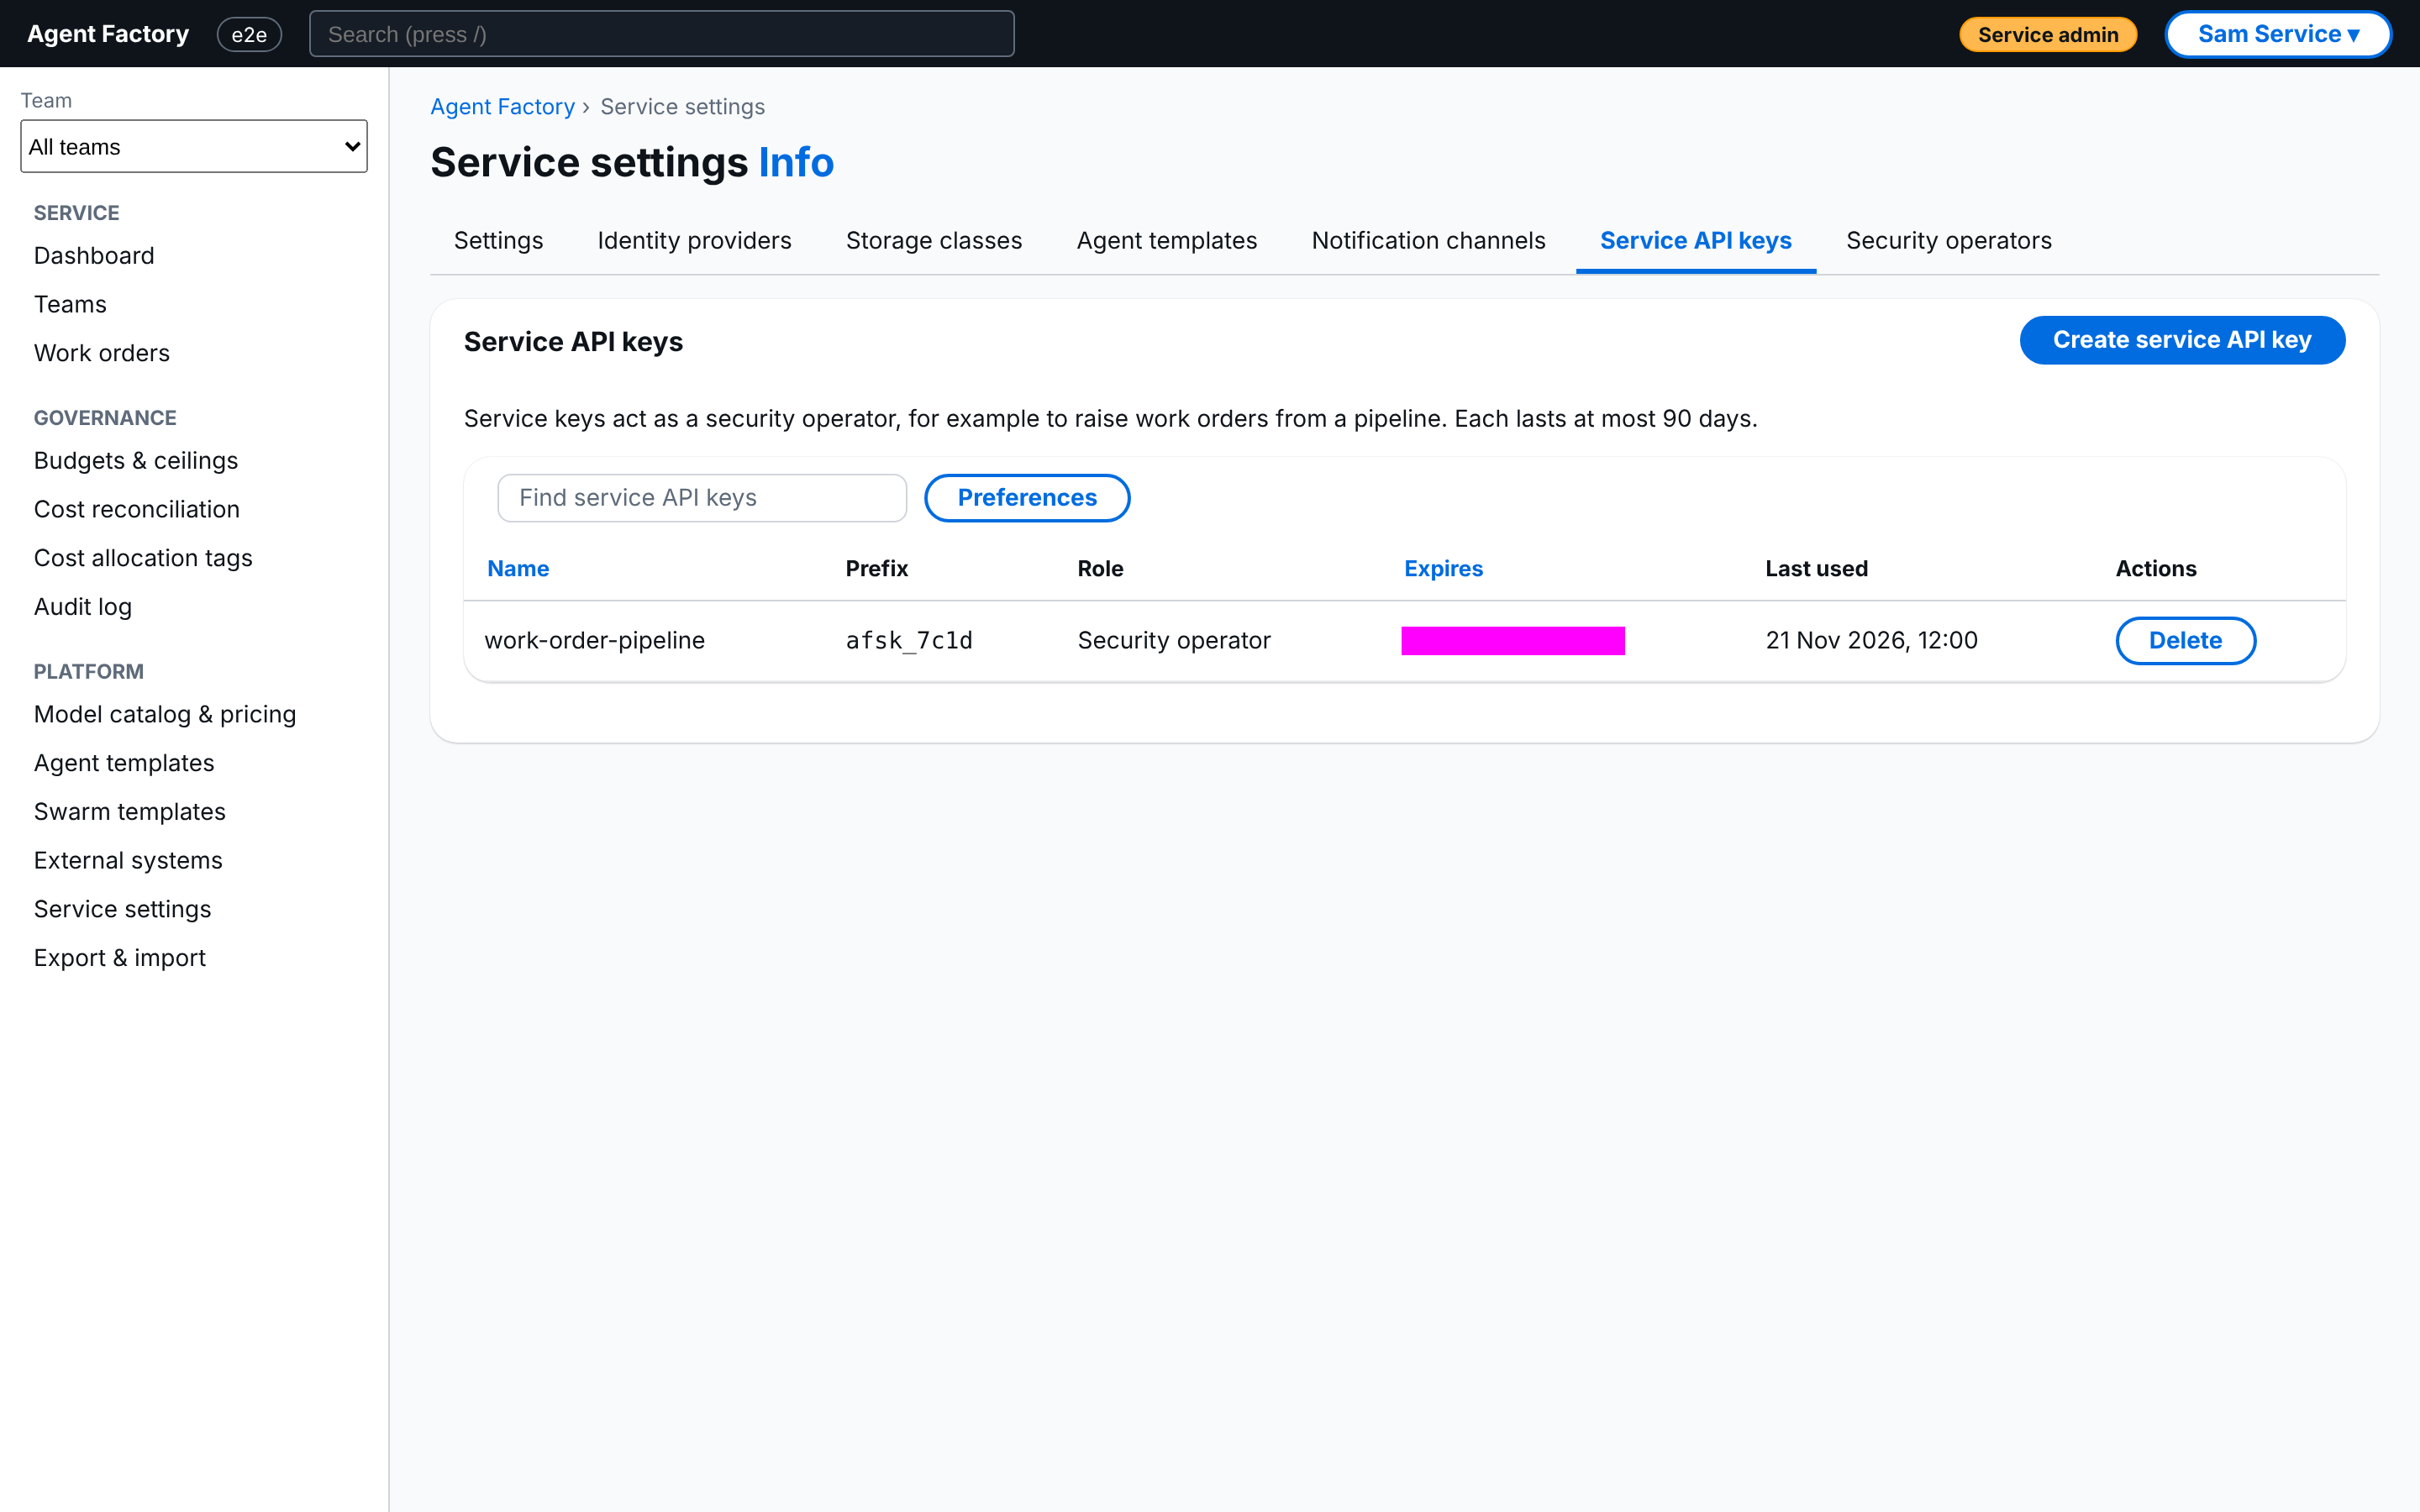 Agent Factory
e2e
Search (press /)
Service admin
Sam Service ▾
Team
All teams
SERVICE
Dashboard
Teams
Work orders
GOVERNANCE
Budgets & ceilings
Cost reconciliation
Cost allocation tags
Audit log
PLATFORM
Model catalog & pricing
Agent templates
Swarm templates
External systems
Service settings
Export & import
Agent Factory › Service settings
Service settings Info
Settings Identity providers Storage classes Agent templates Notification channels Service API keys Security operators
Service API keys
Create service API key
Service keys act as a security operator, for example to raise work orders from a pipeline. Each lasts at most 90 days.
Find service API keys
Preferences
Name Prefix Role Expires Last used Actions
work-order-pipeline afsk_7c1d Security operator 21 Nov 2026, 12:00 Delete